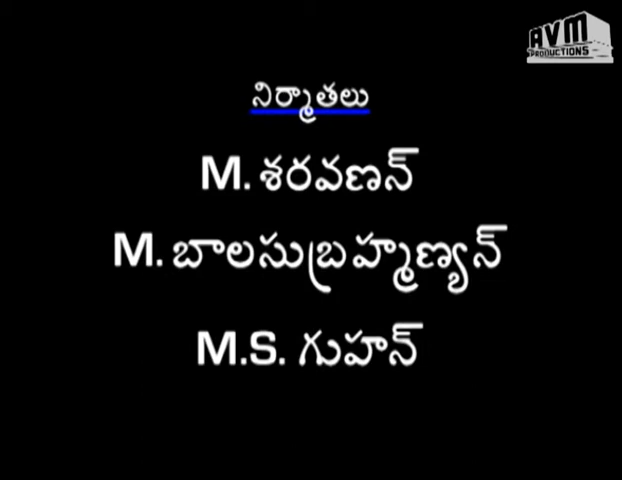 AVM
PRODUCTIONS
నిర్మాతలు
M. శరవణన్
M. బాలసుబ్రహ్మణ్యన్
M.S. గుహన్